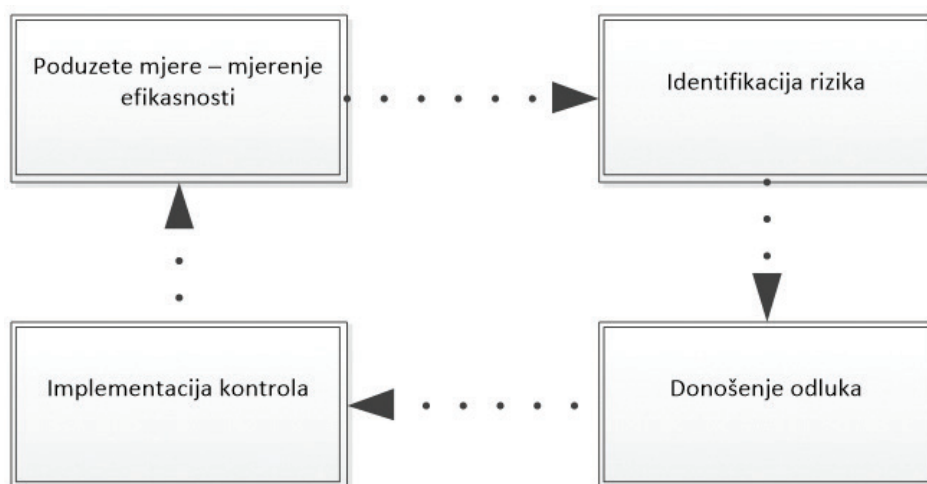 Poduzete mjere – mjerenje
efikasnosti
Identifikacija rizika
Implementacija kontrola
Donošenje odluka